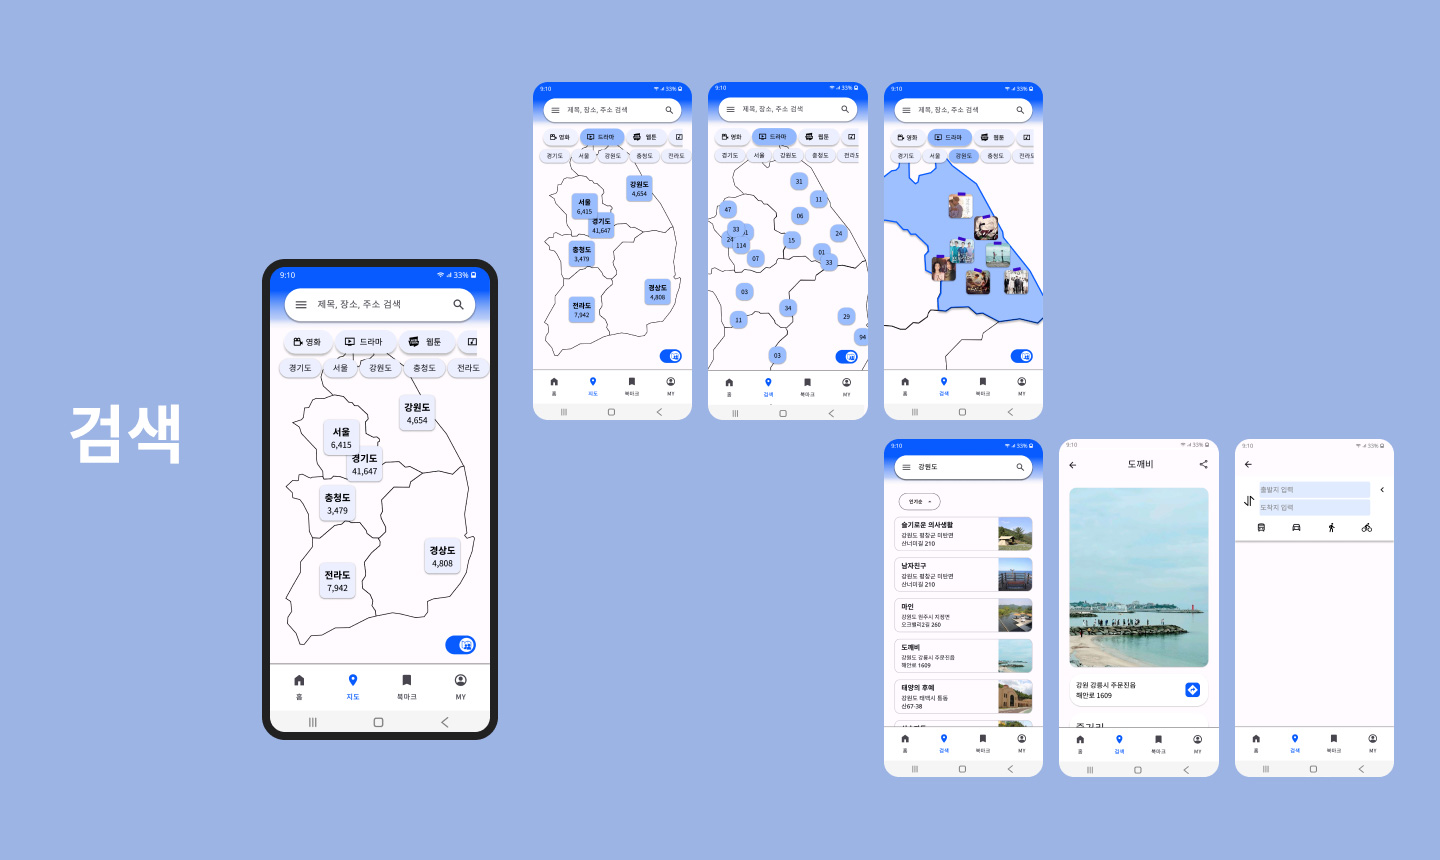 검색
9:10 33%
제목, 장소, 주소 검색
영화 드라마 웹툰
경기도 서울 강원도 충청도 전라도
강원도
4,654
서울
6,415
경기도
41,647
충청도
3,479
경상도
4,808
전라도
7,942
홈 지도 북마크 MY
9:10 33%
제목, 장소, 주소 검색
영화 드라마 웹툰
경기도 서울 강원도 충청도 전라도
강원도
4,654
서울
6,415
경기도
41,647
충청도
3,479
경상도
4,808
전라도
7,942
홈 지도 북마크 MY
9:10 33%
제목, 장소, 주소 검색
영화 드라마 웹툰
경기도 서울 강원도 충청도 전라도
31
11
47
06
33
24
24
114
15
01
07
33
03
34
11
29
94
03
홈 검색 북마크 MY
9:10 33%
제목, 장소, 주소 검색
영화 드라마 웹툰
경기도 서울 강원도 충청도 전라도
홈 검색 북마크 MY
9:10 33%
강원도
인기순
슬기로운 의사생활
강원도 평창군 미탄면
산너미길 210
남자친구
강원도 평창군 미탄면
산너미길 210
마인
강원도 원주시 지정면
오크밸리2길 260
도깨비
강원도 강릉시 주문진읍
해안로 1609
태양의 후예
강원도 태백시 통동
산67-38
홈 검색 북마크 MY
9:10 33%
도깨비
강원 강릉시 주문진읍
해안로 1609
줄거리
홈 검색 북마크 MY
9:10 33%
출발지 입력
도착지 입력
홈 검색 북마크 MY